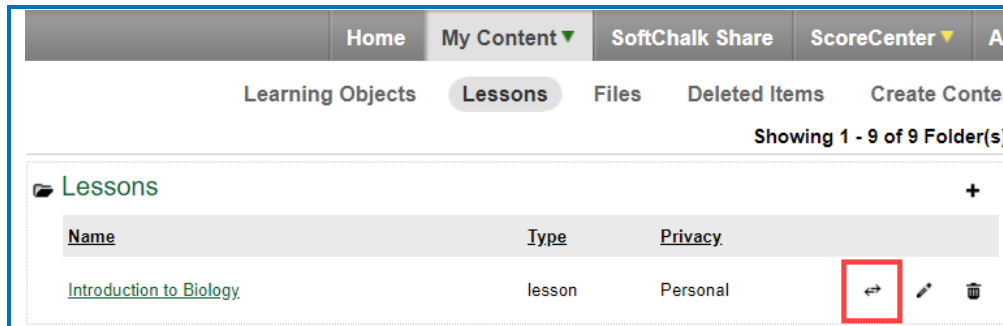 Home My Content SoftChalk Share ScoreCenter A
Learning Objects Lessons Files Deleted Items Create Conte
Showing 1 - 9 of 9 Folder(s)
Lessons
Name Type Privacy
Introduction to Biology lesson Personal